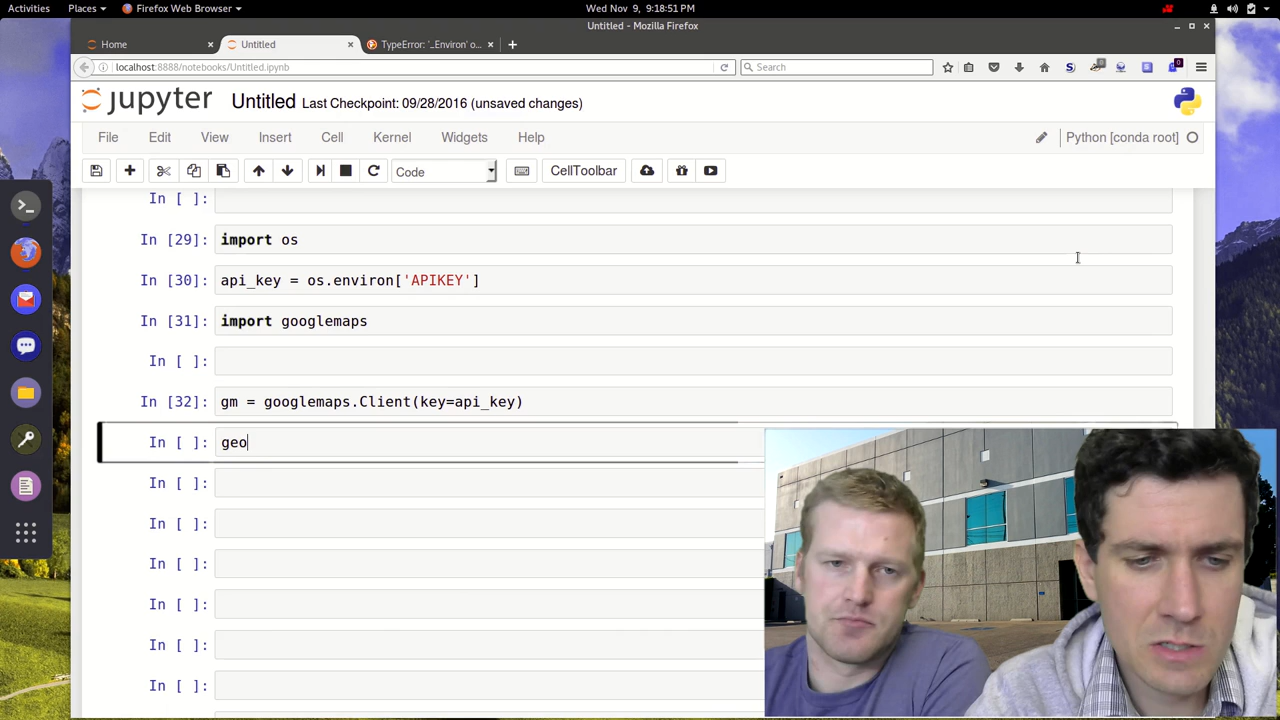 Activities Places Firefox Web Browser Wed Nov 9, 9:18:51 PM
Untitled - Mozilla Firefox
Home Untitled TypeError: '_Environ' o...
localhost:8888/notebooks/Untitled.ipynb Search 0
jupyter Untitled Last Checkpoint: 09/28/2016 (unsaved changes)
File Edit View Insert Cell Kernel Widgets Help Python [conda root]
Code CellToolbar
In [ ]:
In [29]: import os
In [30]: api_key = os.environ['APIKEY']
In [31]: import googlemaps
In [ ]:
In [32]: gm = googlemaps.Client(key=api_key)
In [ ]: geo
In [ ]:
In [ ]:
In [ ]:
In [ ]:
In [ ]:
In [ ]: